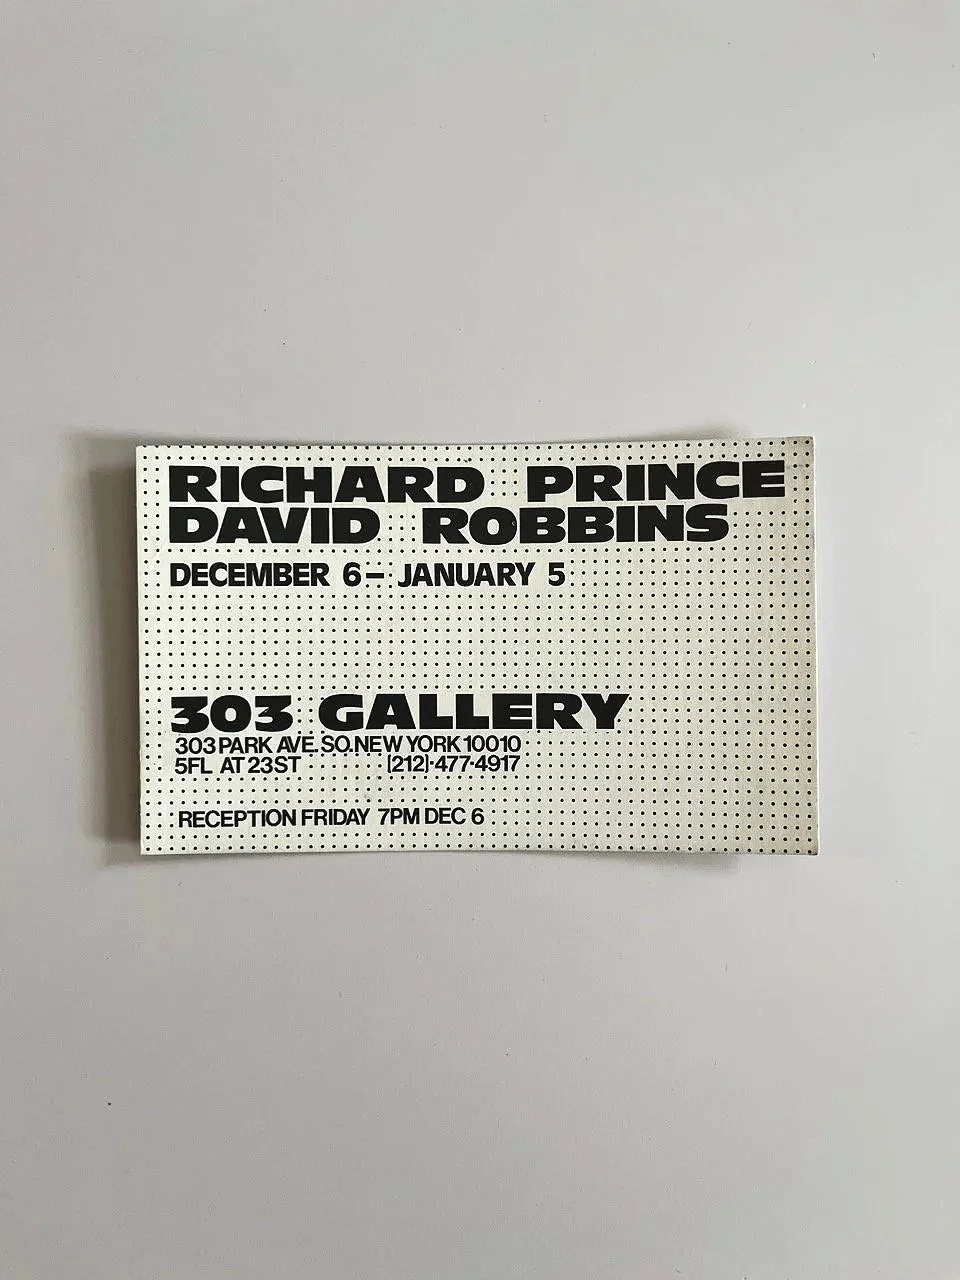 RICHARD PRINCE
DAVID ROBBINS
DECEMBER 6 – JANUARY 5
303 GALLERY
303 PARK AVE. SO. NEW YORK 10010
5FL AT 23ST (212)·477·4917
RECEPTION FRIDAY 7PM DEC 6